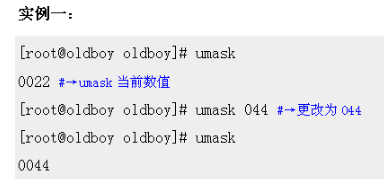 实例一：
[root@oldboy oldboy]# umask
0022 #→umask 当前数值
[root@oldboy oldboy]# umask 044 #→更改为 044
[root@oldboy oldboy]# umask
0044